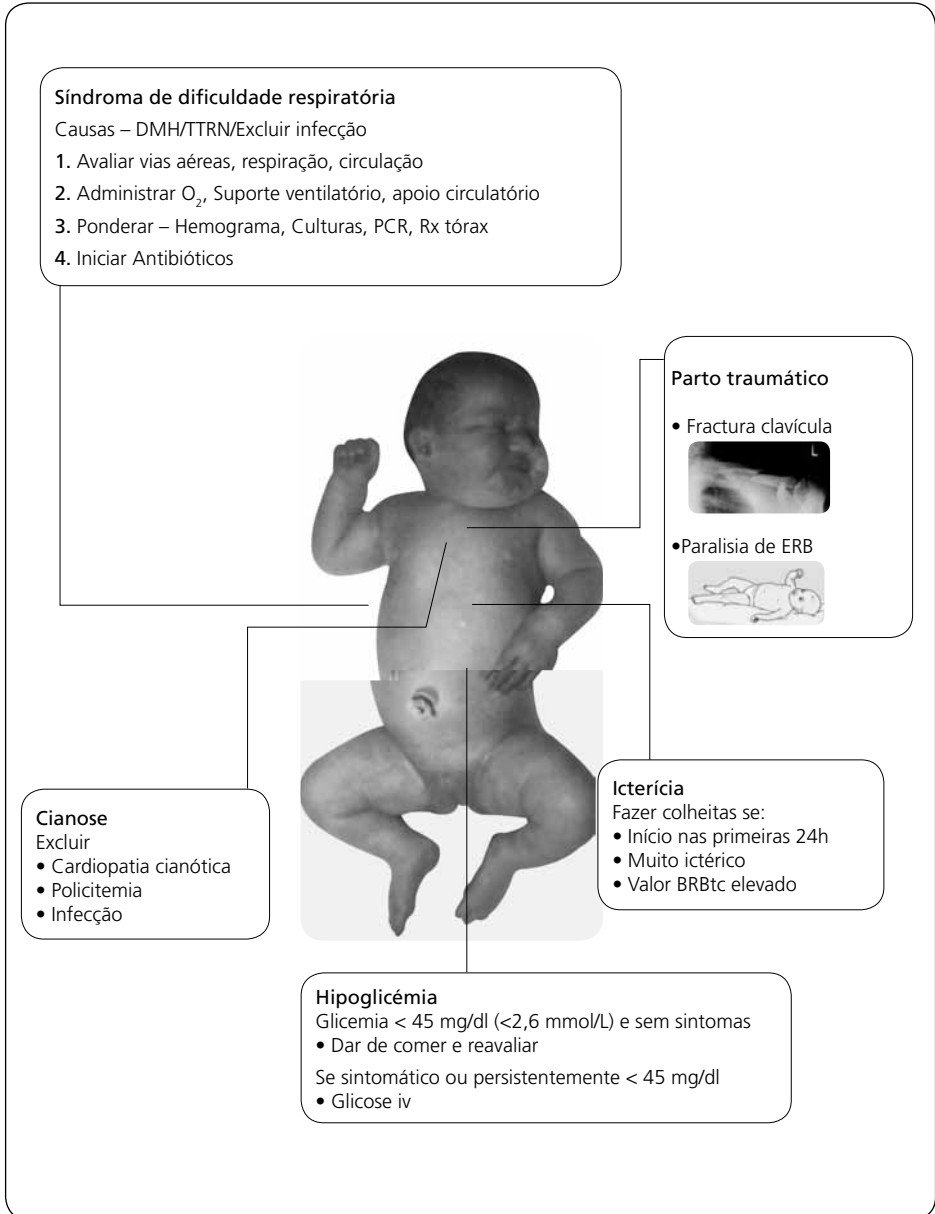 Síndroma de dificuldade respiratória
Causas – DMH/TTRN/Excluir infecção
1. Avaliar vias aéreas, respiração, circulação
2. Administrar O₂, Suporte ventilatório, apoio circulatório
3. Ponderar – Hemograma, Culturas, PCR, Rx tórax
4. Iniciar Antibióticos
Parto traumático
• Fractura clavícula
L
•Paralisia de ERB
Cianose
Excluir
• Cardiopatia cianótica
• Policitemia
• Infecção
Icterícia
Fazer colheitas se:
• Início nas primeiras 24h
• Muito ictérico
• Valor BRBtc elevado
Hipoglicémia
Glicemia < 45 mg/dl (<2,6 mmol/L) e sem sintomas
• Dar de comer e reavaliar
Se sintomático ou persistentemente < 45 mg/dl
• Glicose iv